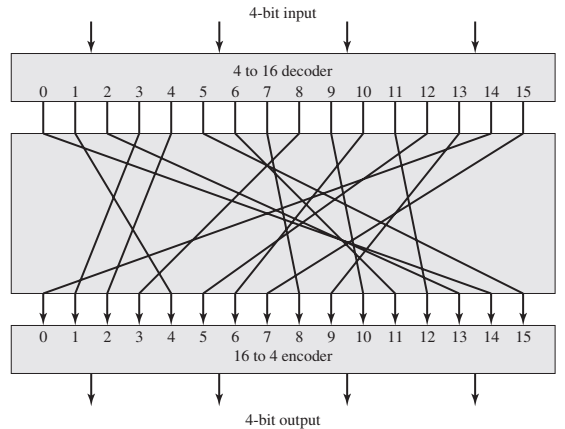 4-bit input
4 to 16 decoder
0 1 2 3 4 5 6 7 8 9 10 11 12 13 14 15
0 1 2 3 4 5 6 7 8 9 10 11 12 13 14 15
16 to 4 encoder
4-bit output